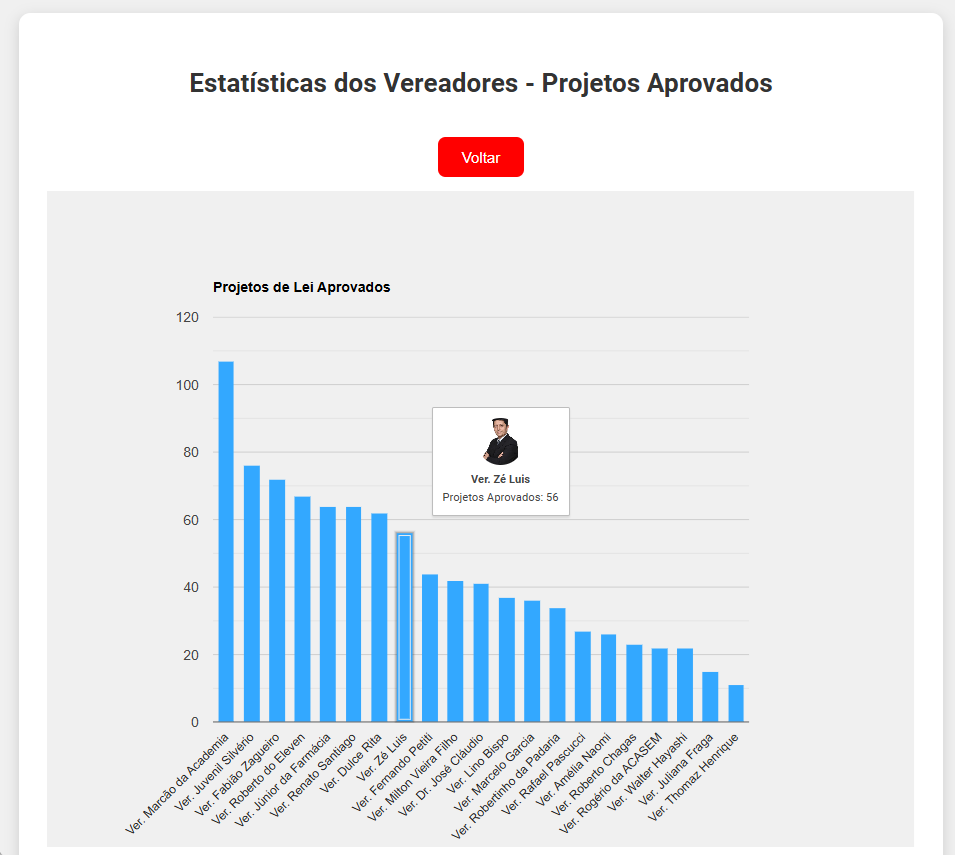 Estatísticas dos Vereadores - Projetos Aprovados
Voltar
Projetos de Lei Aprovados
120
100
80
60
40
20
0
Ver. Zé Luis
Projetos Aprovados: 56
Ver. Marcão da Academia
Ver. Juvenil Silvério
Ver. Fabião Zagueiro
Ver. Roberto do Eleven
Ver. Júnior da Farmácia
Ver. Renato Santiago
Ver. Dulce Rita
Ver. Zé Luis
Ver. Fernando Petiti
Ver. Milton Vieira Filho
Ver. Dr. José Cláudio
Ver. Lino Bispo
Ver. Marcelo Garcia
Ver. Robertinho da Padaria
Ver. Rafael Pascucci
Ver. Amélia Naomi
Ver. Roberto Chagas
Ver. Rogério da ACASEM
Ver. Walter Hayashi
Ver. Juliana Fraga
Ver. Thomaz Henrique